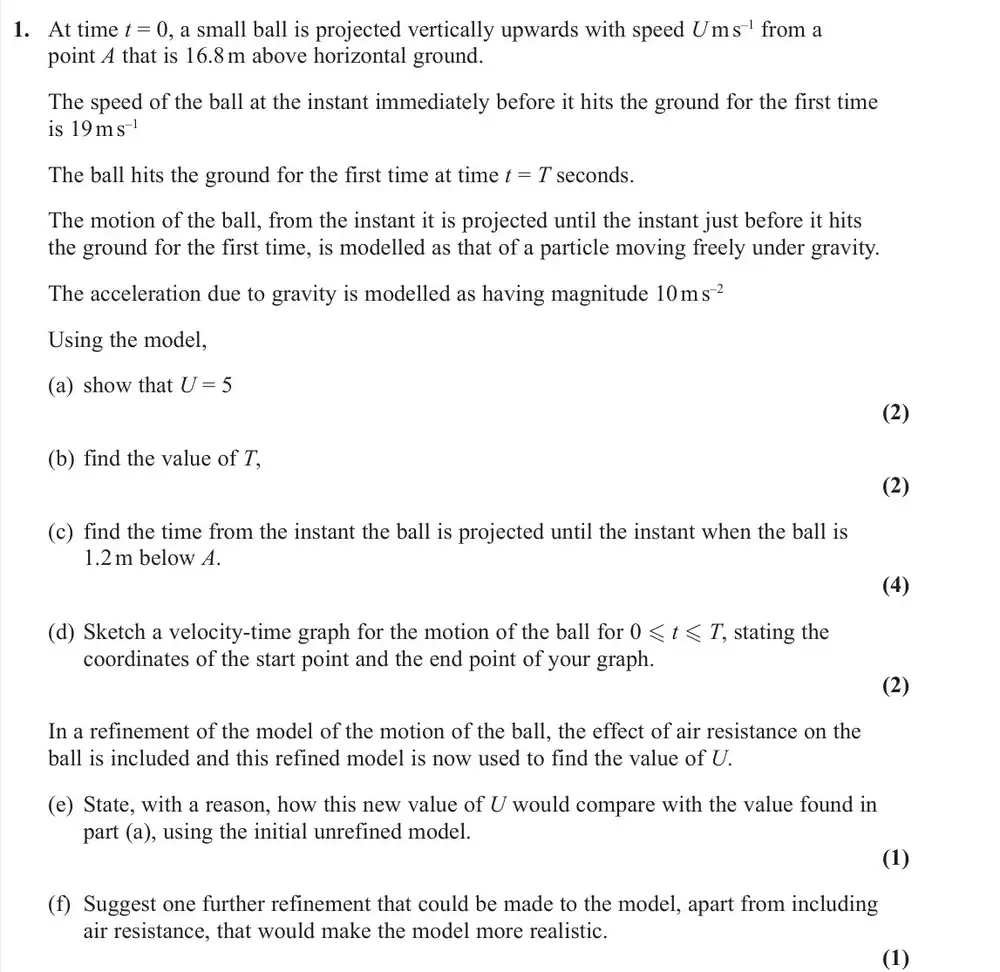 1. At time t = 0, a small ball is projected vertically upwards with speed U m s⁻¹ from a
point A that is 16.8 m above horizontal ground.
The speed of the ball at the instant immediately before it hits the ground for the first time
is 19 m s⁻¹
The ball hits the ground for the first time at time t = T seconds.
The motion of the ball, from the instant it is projected until the instant just before it hits
the ground for the first time, is modelled as that of a particle moving freely under gravity.
The acceleration due to gravity is modelled as having magnitude 10 m s⁻²
Using the model,
(a) show that U = 5
(2)
(b) find the value of T,
(2)
(c) find the time from the instant the ball is projected until the instant when the ball is
1.2 m below A.
(4)
(d) Sketch a velocity-time graph for the motion of the ball for 0 ⩽ t ⩽ T, stating the
coordinates of the start point and the end point of your graph.
(2)
In a refinement of the model of the motion of the ball, the effect of air resistance on the
ball is included and this refined model is now used to find the value of U.
(e) State, with a reason, how this new value of U would compare with the value found in
part (a), using the initial unrefined model.
(1)
(f) Suggest one further refinement that could be made to the model, apart from including
air resistance, that would make the model more realistic.
(1)